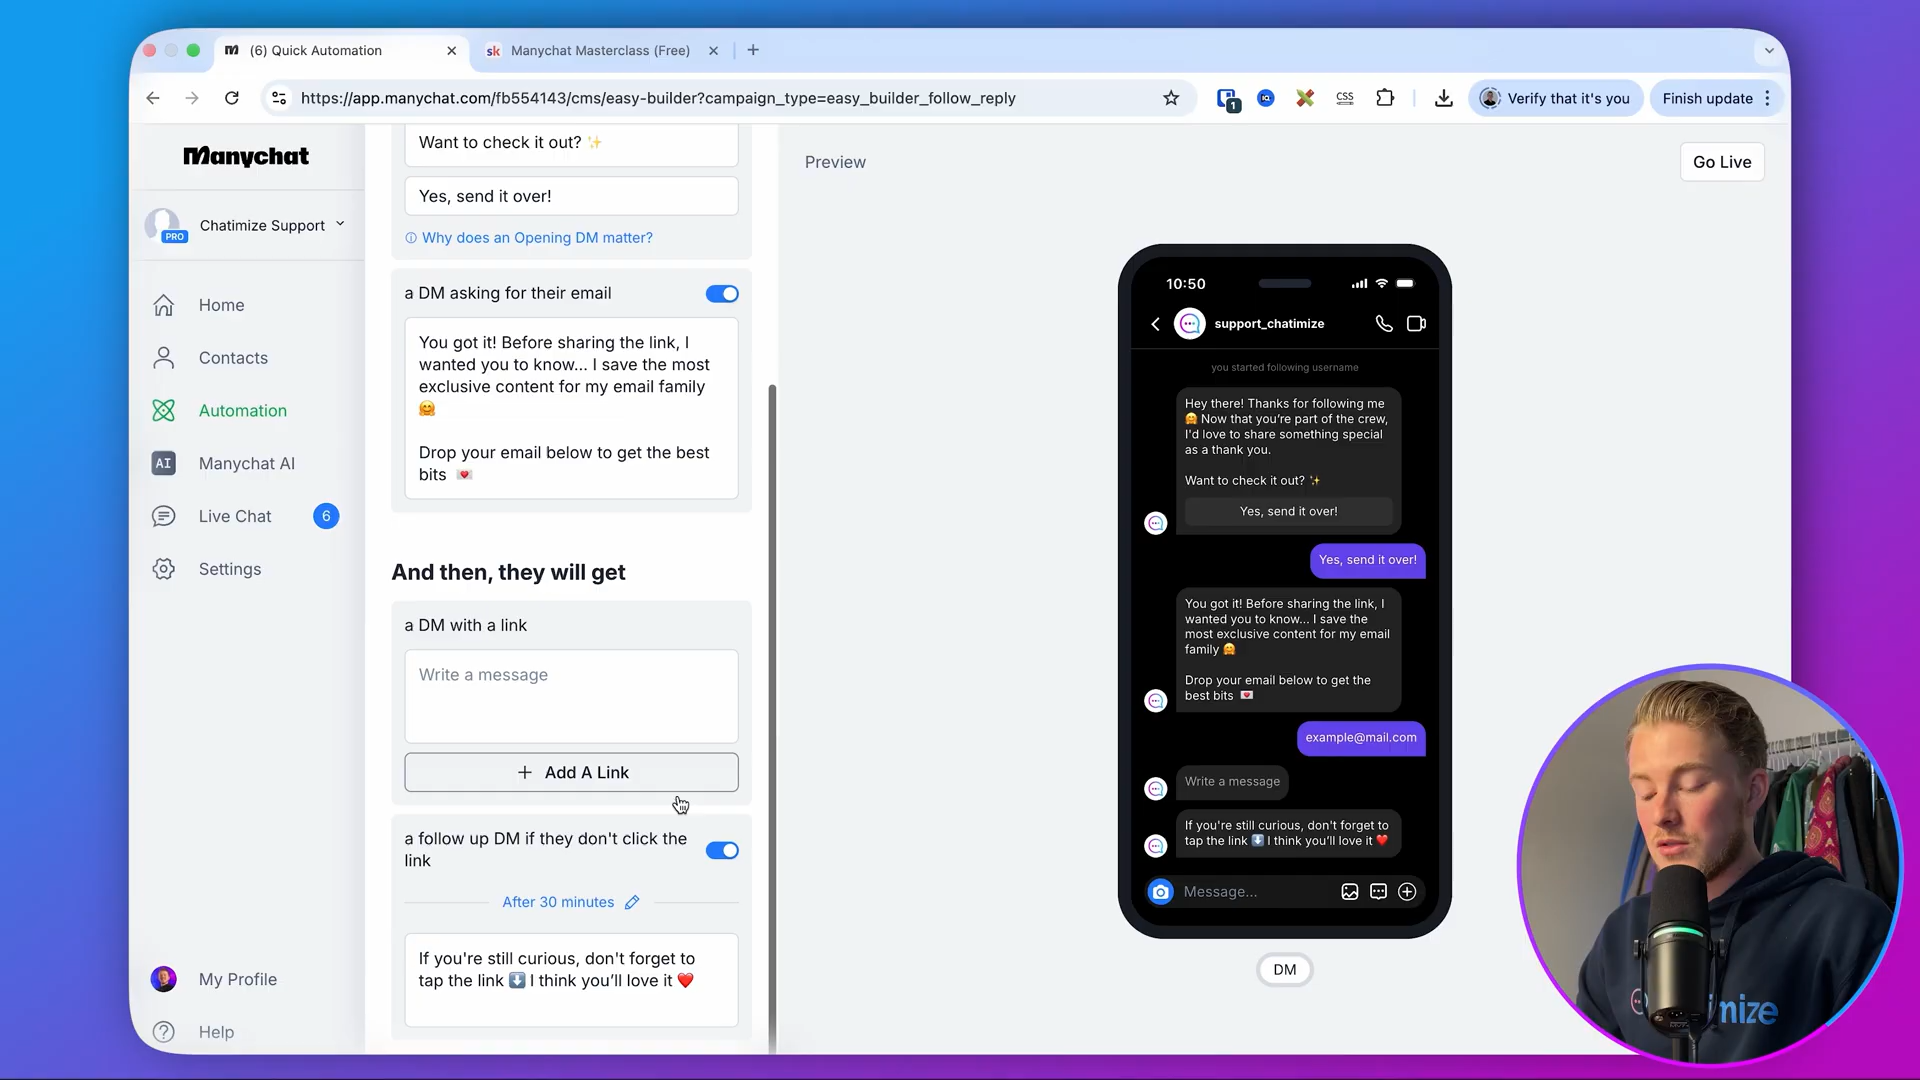 (6) Quick Automation
sk Manychat Masterclass (Free)
https://app.manychat.com/fb554143/cms/easy-builder?campaign_type=easy_builder_follow_reply
1
CSS
Verify that it's you
Finish update
Manychat
PRO
Chatimize Support
Home
Contacts
Automation
AI Manychat AI
Live Chat 6
Settings
My Profile
Help
Want to check it out? ✨
Yes, send it over!
Why does an Opening DM matter?
a DM asking for their email
You got it! Before sharing the link, I
wanted you to know... I save the most
exclusive content for my email family
🤗
Drop your email below to get the best
bits 💌
And then, they will get
a DM with a link
Write a message
+ Add A Link
a follow up DM if they don't click the
link
After 30 minutes
If you're still curious, don't forget to
tap the link ⬇️ I think you'll love it ❤️
Preview
Go Live
10:50
support_chatimize
you started following username
Hey there! Thanks for following me
🤗 Now that you're part of the crew,
I'd love to share something special
as a thank you.
Want to check it out? ✨
Yes, send it over!
Yes, send it over!
You got it! Before sharing the link, I
wanted you to know... I save the
most exclusive content for my email
family 🤗
Drop your email below to get the
best bits 💌
example@mail.com
Write a message
If you're still curious, don't forget to
tap the link ⬇️ I think you'll love it ❤️
Message...
DM